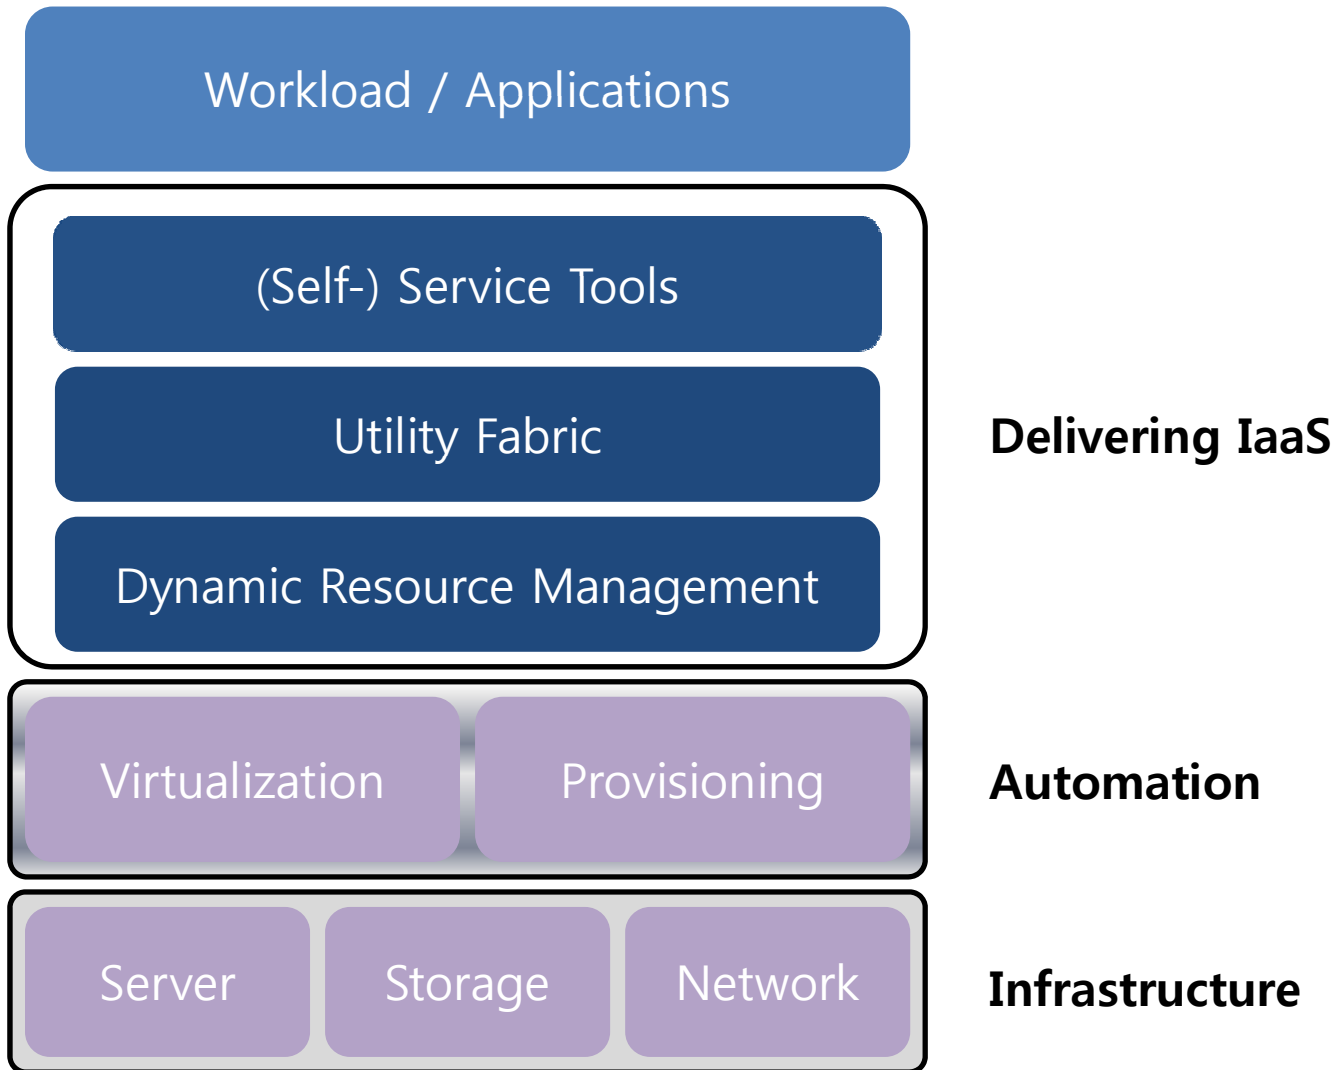 Workload / Applications
(Self-) Service Tools
Utility Fabric
Delivering IaaS
Dynamic Resource Management
Virtualization
Provisioning
Automation
Server
Storage
Network
Infrastructure